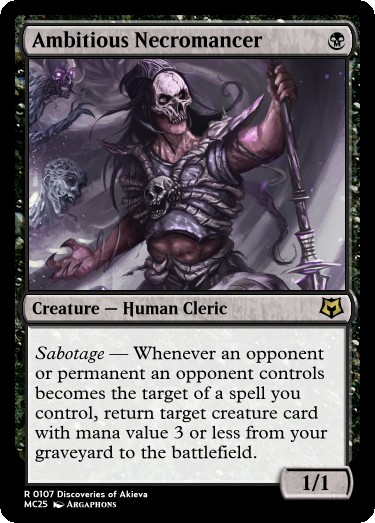 Ambitious Necromancer
Creature — Human Cleric
Sabotage — Whenever an opponent
or permanent an opponent controls
becomes the target of a spell you
control, return target creature card
with mana value 3 or less from your
graveyard to the battlefield.
1/1
R 0107 Discoveries of Akieva
MC25 Argaphons